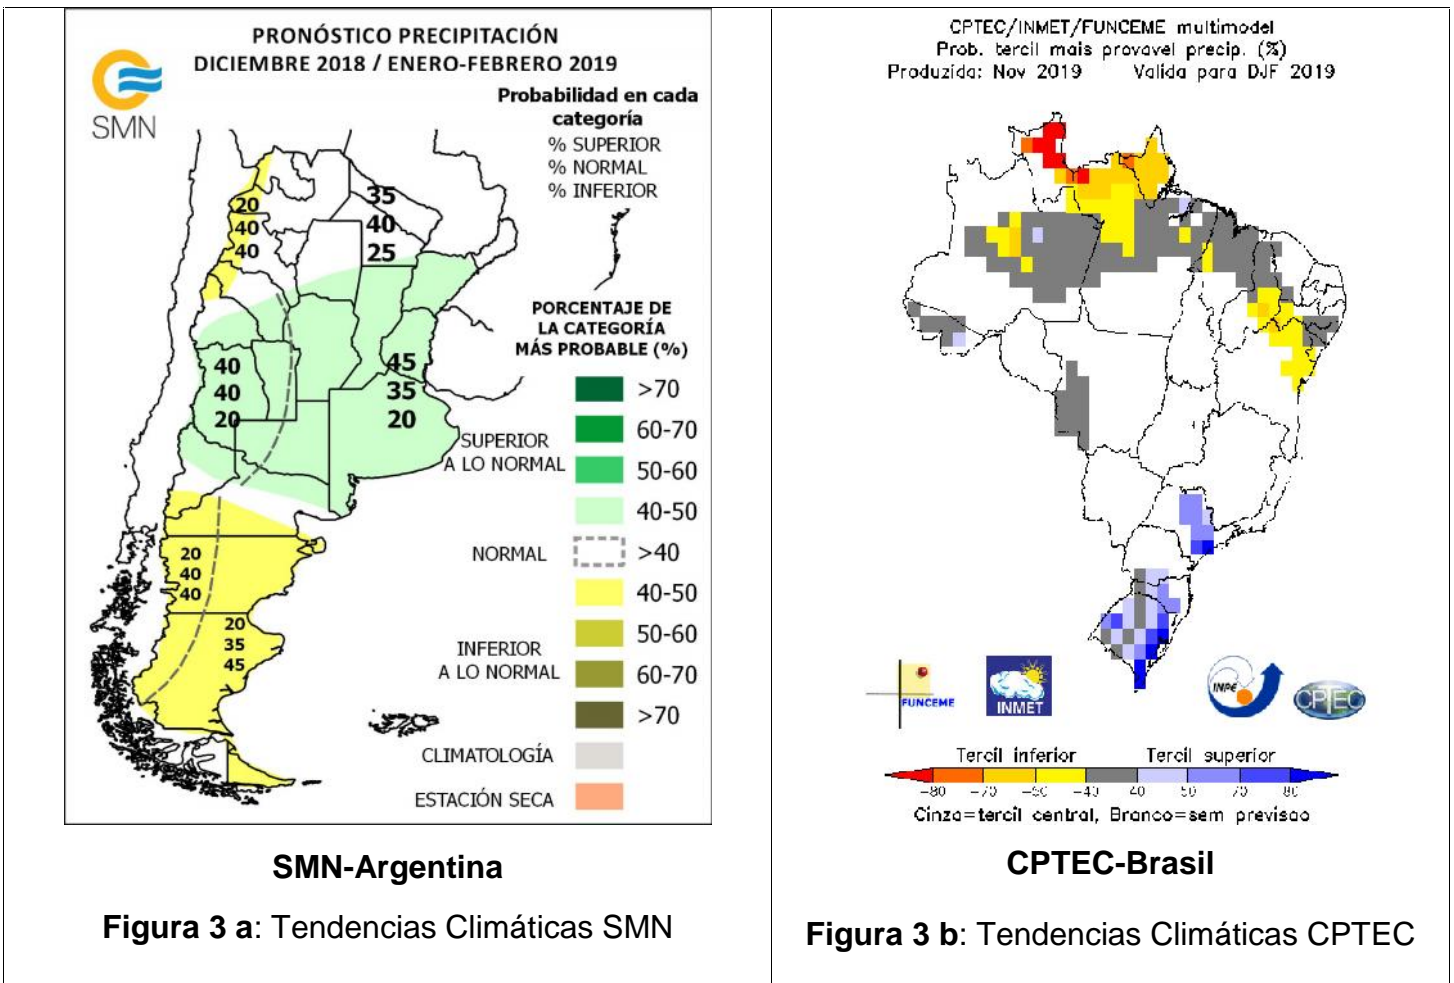 PRONÓSTICO PRECIPITACIÓN
DICIEMBRE 2018 / ENERO-FEBRERO 2019
SMN
Probabilidad en cada
categoría
% SUPERIOR
% NORMAL
% INFERIOR
20
40
40
35
40
25
40
40
20
45
35
20
20
40
40
20
35
45
PORCENTAJE DE
LA CATEGORÍA
MÁS PROBABLE (%)
SUPERIOR
A LO NORMAL
>70
60-70
50-60
40-50
NORMAL
>40
INFERIOR
A LO NORMAL
40-50
50-60
60-70
>70
CLIMATOLOGÍA
ESTACIÓN SECA
SMN-Argentina
Figura 3 a: Tendencias Climáticas SMN
CPTEC/INMET/FUNCEME multimodel
Prob. tercil mais provavel precip. (%)
Produzida: Nov 2019 Valida para DJF 2019
FUNCEME
INMET
INPE
CPTEC
Tercil inferior Tercil superior
-80 -70 -50 -40 40 50 70 80
Cinza=tercil central, Branco=sem previsao
CPTEC-Brasil
Figura 3 b: Tendencias Climáticas CPTEC